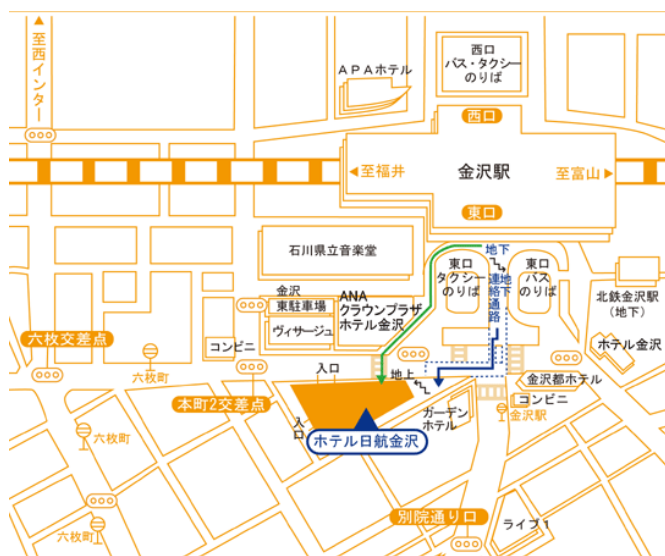 至西インター
APAホテル
西口
バス・タクシー
のりば
西口
至福井
金沢駅
至富山
東口
石川県立音楽堂
地下
東口
タクシー
のりば
地下
連絡通路
東口
バス
のりば
北鉄金沢駅
(地下)
金沢
東駐車場
ヴィサージュ
ANA
クラウンプラザ
ホテル金沢
コンビニ
六枚交差点
六枚町
本町2交差点
入口
地上
ホテル金沢
金沢都ホテル
コンビニ
金沢駅
ガーデン
ホテル
入口
ホテル日航金沢
六枚町
六枚町
別院通り口
ライブ1